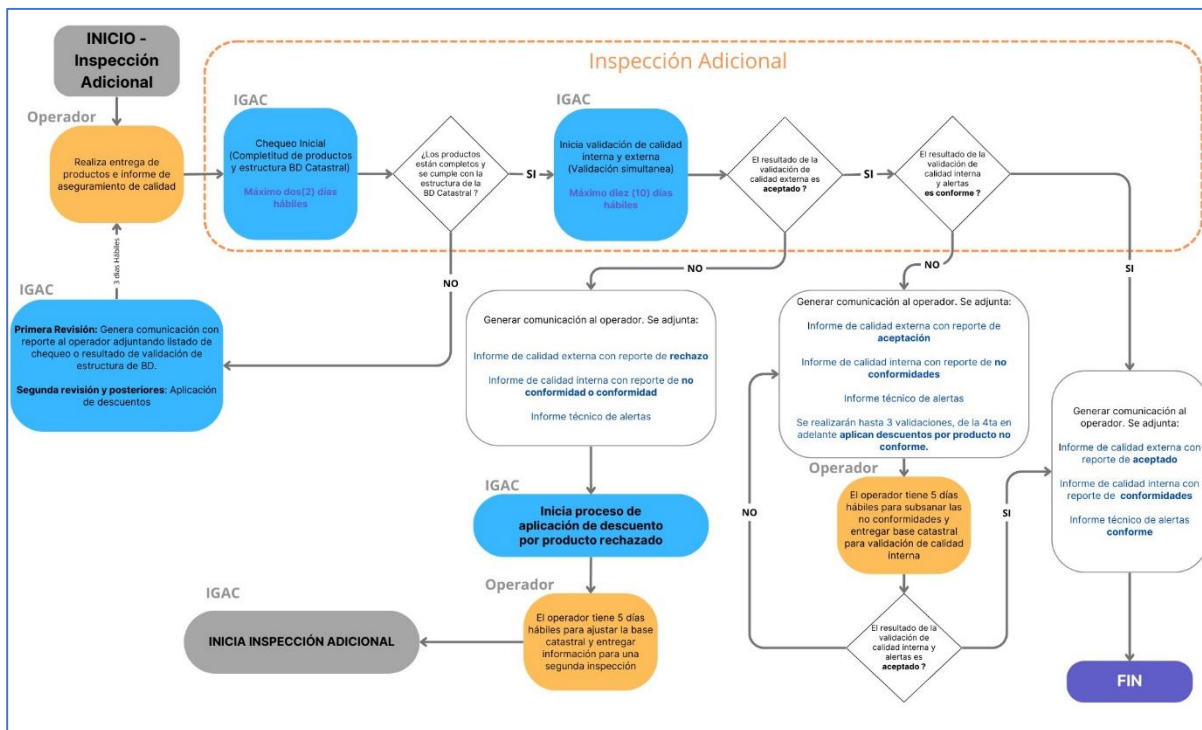 INICIO -
Inspección
Adicional
Inspección Adicional
Operador
Realiza entrega de
productos e informe de
aseguramiento de calidad
IGAC
Chequeo Inicial
(Completitud de productos
y estructura BD Catastral)
Máximo dos(2) días
hábiles
¿Los productos
están completos y
se cumple con la
estructura de la
BD Catastral ?
SI
IGAC
Inicia validación de calidad
interna y externa
(Validación simultanea)
Máximo diez (10) días
hábiles
El resultado de la
validación de
calidad externa es
aceptado ?
SI
El resultado de la
validación de
calidad interna
y alertas
es conforme ?
3 días Hábiles
NO
NO
NO
SI
IGAC
Primera Revisión: Genera comunicación con
reporte al operador adjuntando listado de
chequeo o resultado de validación de
estructura de BD.
Segunda revisión y posteriores: Aplicación
de descuentos
Generar comunicación al operador. Se adjunta:
Informe de calidad externa con reporte de rechazo
Informe de calidad interna con reporte de no
conformidad o conformidad
Informe técnico de alertas
Generar comunicación al operador. Se adjunta:
Informe de calidad externa con reporte de
aceptación
Informe de calidad interna con reporte de no
conformidades
Informe técnico de alertas
Se realizarán hasta 3 validaciones, de la 4ta en
adelante aplican descuentos por producto no
conforme.
Generar comunicación al
operador. Se adjunta:
Informe de calidad externa con
reporte de aceptado
Informe de calidad interna con
reporte de conformidades
Informe técnico de alertas
conforme
IGAC
Inicia proceso de
aplicación de descuento
por producto rechazado
Operador
El operador tiene 5 días
hábiles para subsanar las
no conformidades y
entregar base catastral
para validación de calidad
interna
NO
SI
Operador
El operador tiene 5 días
hábiles para ajustar la base
catastral y entregar
información para una
segunda inspección
IGAC
INICIA INSPECCIÓN ADICIONAL
El resultado de la
validación de
calidad interna y
alertas es
aceptado ?
FIN